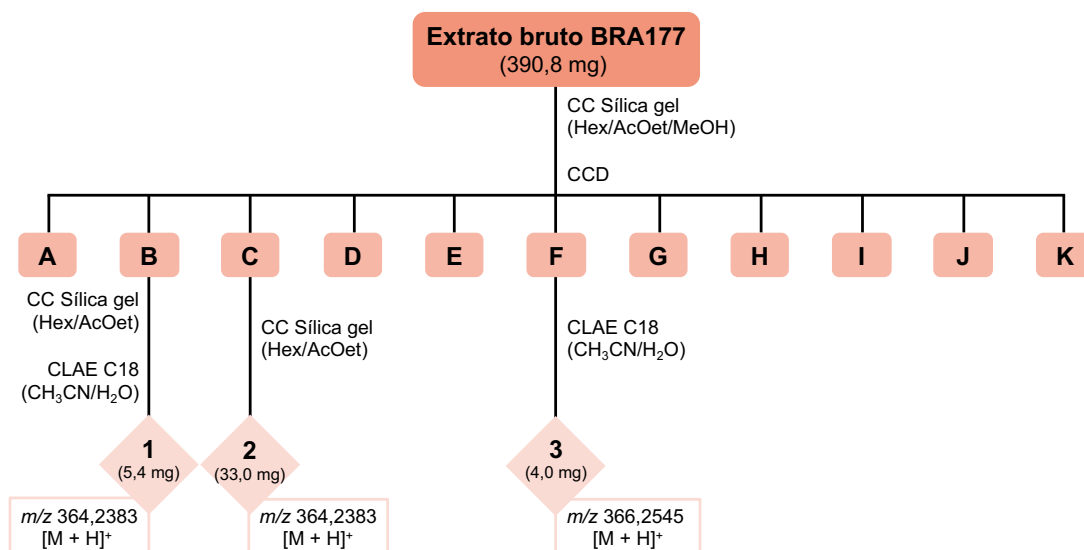 Extrato bruto BRA177
(390,8 mg)
CC Sílica gel
(Hex/AcOet/MeOH)
CCD
A
B
C
D
E
F
G
H
I
J
K
CC Sílica gel
(Hex/AcOet)
CLAE C18
(CH₃CN/H₂O)
CC Sílica gel
(Hex/AcOet)
CLAE C18
(CH₃CN/H₂O)
1
(5,4 mg)
2
(33,0 mg)
3
(4,0 mg)
m/z 364,2383
[M + H]⁺
m/z 364,2383
[M + H]⁺
m/z 366,2545
[M + H]⁺